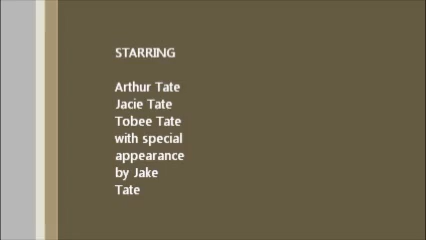 STARRING
Arthur Tate
Jacie Tate
Tobee Tate
with special
appearance
by Jake
Tate